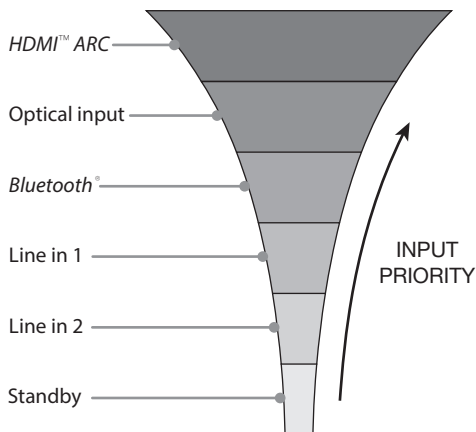 HDMI™ ARC
Optical input
Bluetooth®
Line in 1
INPUT
PRIORITY
Line in 2
Standby